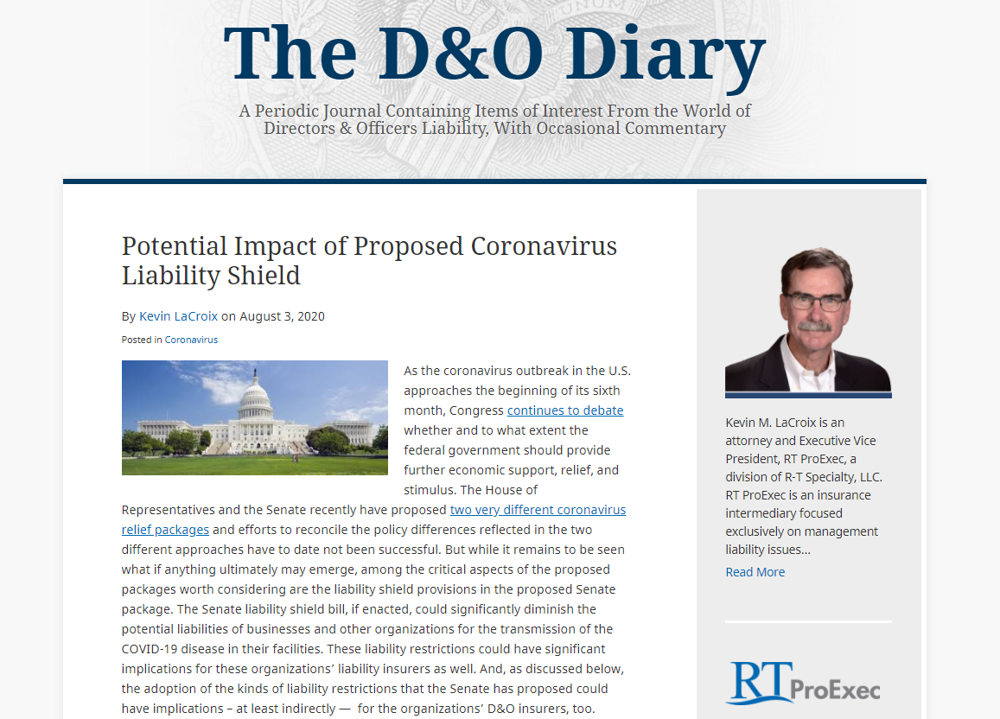 The D&O Diary
A Periodic Journal Containing Items of Interest From the World of
Directors & Officers Liability, With Occasional Commentary
Potential Impact of Proposed Coronavirus
Liability Shield
By Kevin LaCroix on August 3, 2020
Posted in Coronavirus
As the coronavirus outbreak in the U.S.
approaches the beginning of its sixth
month, Congress continues to debate
whether and to what extent the
federal government should provide
further economic support, relief, and
stimulus. The House of
Representatives and the Senate recently have proposed two very different coronavirus
relief packages and efforts to reconcile the policy differences reflected in the two
different approaches have to date not been successful. But while it remains to be seen
what if anything ultimately may emerge, among the critical aspects of the proposed
packages worth considering are the liability shield provisions in the proposed Senate
package. The Senate liability shield bill, if enacted, could significantly diminish the
potential liabilities of businesses and other organizations for the transmission of the
COVID-19 disease in their facilities. These liability restrictions could have significant
implications for these organizations’ liability insurers as well. And, as discussed below,
the adoption of the kinds of liability restrictions that the Senate has proposed could
have implications – at least indirectly — for the organizations’ D&O insurers, too.
Kevin M. LaCroix is an
attorney and Executive Vice
President, RT ProExec, a
division of R-T Specialty, LLC.
RT ProExec is an insurance
intermediary focused
exclusively on management
liability issues...
Read More
RT ProExec